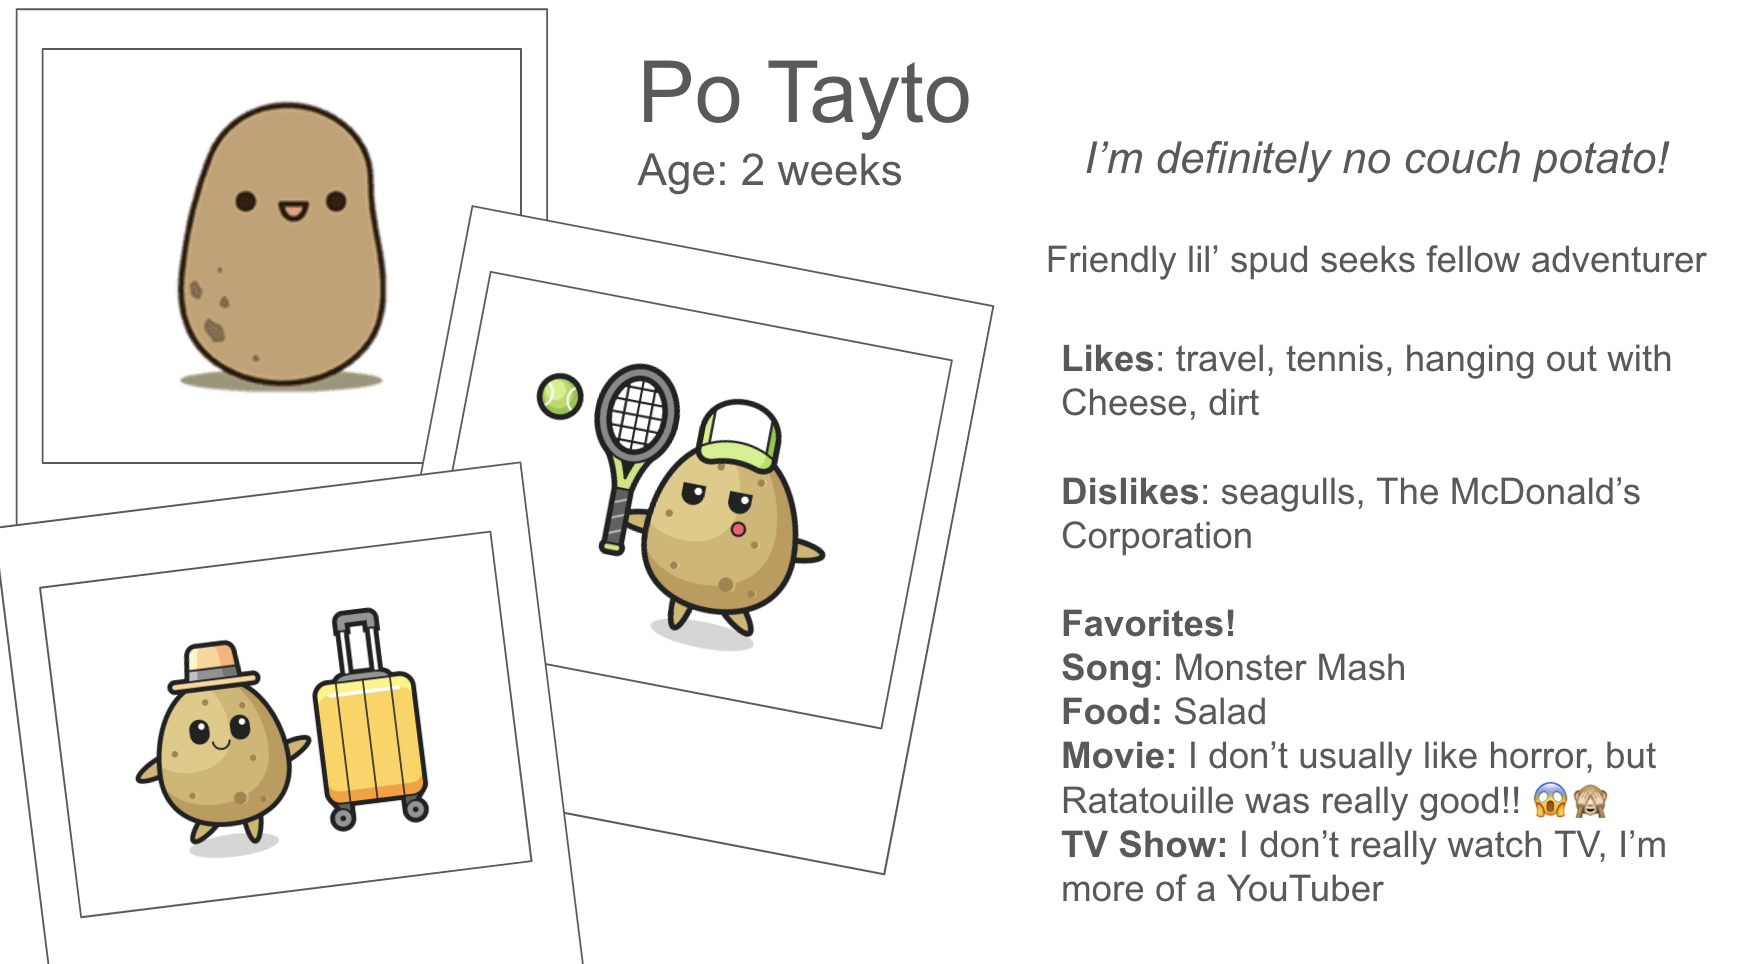 Po Tayto
Age: 2 weeks
I’m definitely no couch potato!
Friendly lil’ spud seeks fellow adventurer
Likes: travel, tennis, hanging out with
Cheese, dirt
Dislikes: seagulls, The McDonald’s
Corporation
Favorites!
Song: Monster Mash
Food: Salad
Movie: I don’t usually like horror, but
Ratatouille was really good!! 😱🙈
TV Show: I don’t really watch TV, I’m
more of a YouTuber